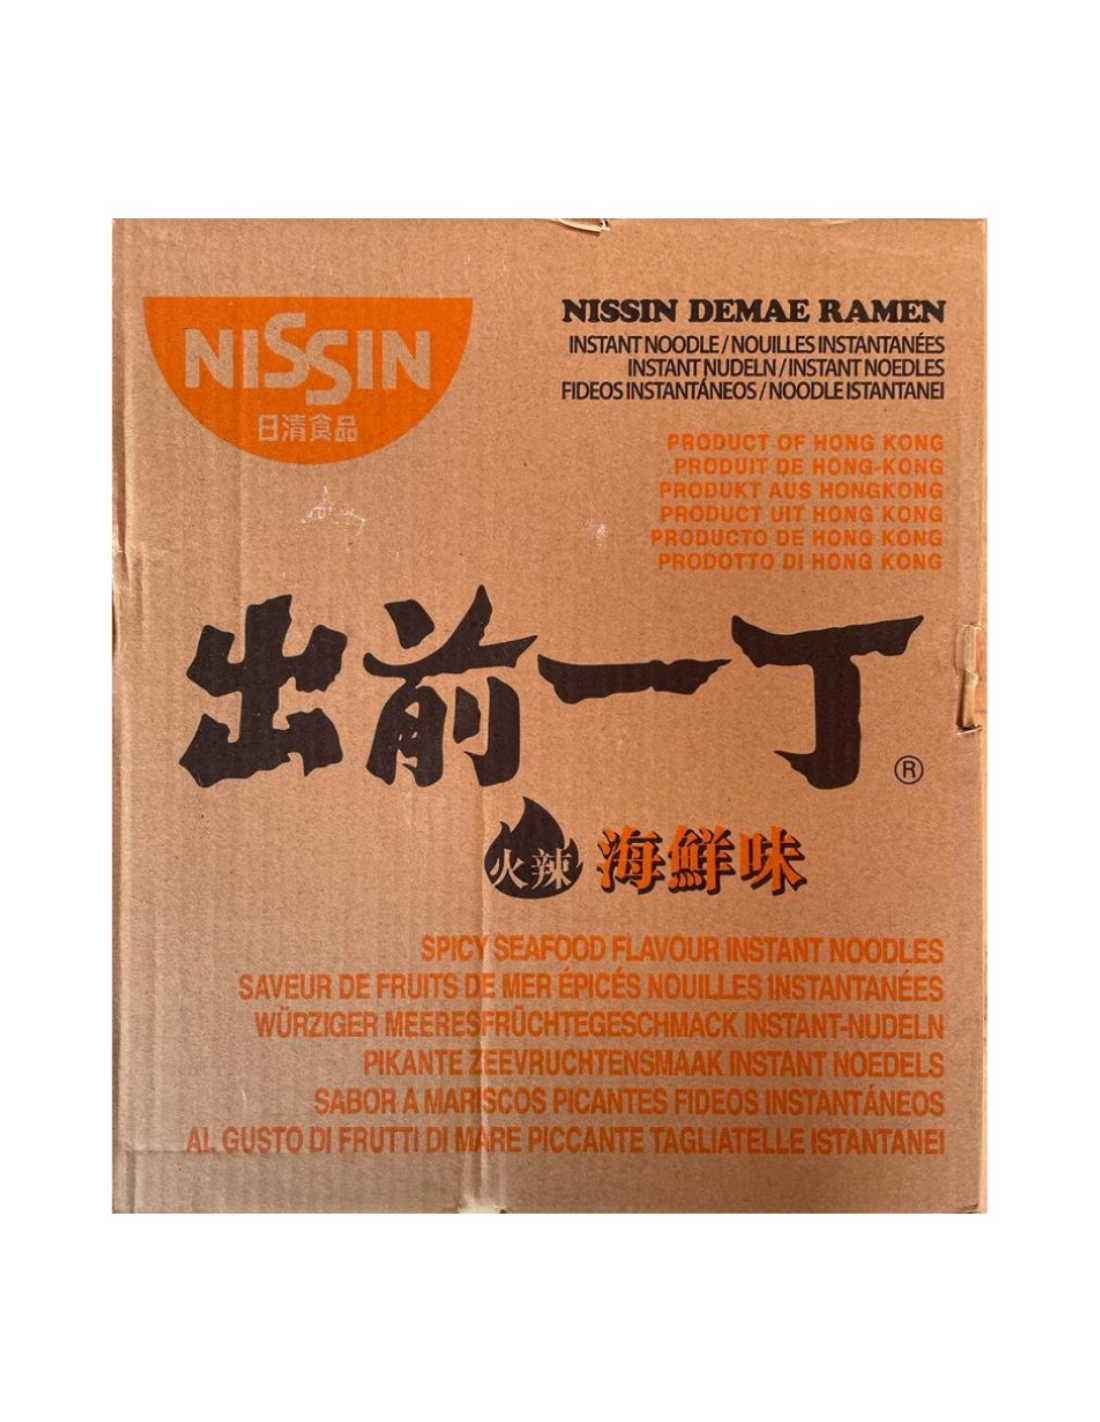 NISSIN
日清食品
NISSIN DEMAE RAMEN
INSTANT NOODLE / NOUILLES INSTANTANÉES
INSTANT NUDELN / INSTANT NOEDLES
FIDEOS INSTANTÁNEOS / NOODLE ISTANTANEI
PRODUCT OF HONG KONG
PRODUIT DE HONG-KONG
PRODUKT AUS HONGKONG
PRODUCT UIT HONG KONG
PRODUCTO DE HONG KONG
PRODOTTO DI HONG KONG
出前一丁®
火辣 海鮮味
SPICY SEAFOOD FLAVOUR INSTANT NOODLES
SAVEUR DE FRUITS DE MER ÉPICÉS NOUILLES INSTANTANÉES
WÜRZIGER MEERESFRÜCHTEGESCHMACK INSTANT-NUDELN
PIKANTE ZEEVRUCHTENSMAAK INSTANT NOEDELS
SABOR A MARISCOS PICANTES FIDEOS INSTANTÁNEOS
AL GUSTO DI FRUTTI DI MARE PICCANTE TAGLIATELLE ISTANTANEI